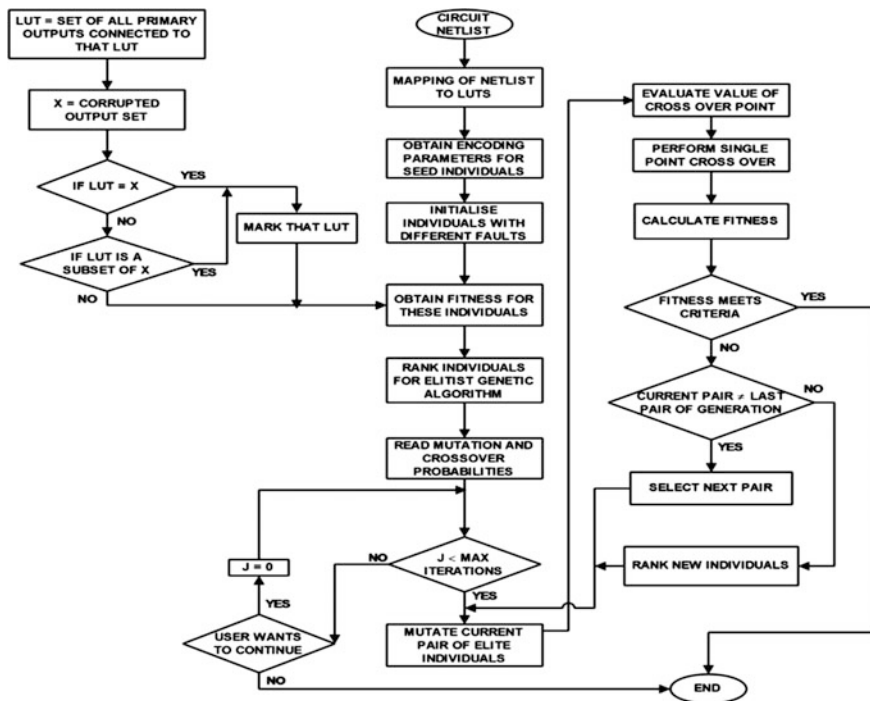 LUT = SET OF ALL PRIMARY
OUTPUTS CONNECTED TO
THAT LUT
X = CORRUPTED
OUTPUT SET
IF LUT = X
YES
NO
MARK THAT LUT
IF LUT IS A
SUBSET OF X
YES
NO
CIRCUIT
NETLIST
MAPPING OF NETLIST
TO LUTS
OBTAIN ENCODING
PARAMETERS FOR
SEED INDIVIDUALS
INITIALISE
INDIVIDUALS WITH
DIFFERENT FAULTS
OBTAIN FITNESS FOR
THESE INDIVIDUALS
RANK INDIVIDUALS
FOR ELITIST GENETIC
ALGORITHM
READ MUTATION AND
CROSSOVER
PROBABILITIES
J < MAX
ITERATIONS
NO
YES
J = 0
YES
USER WANTS
TO CONTINUE
NO
MUTATE CURRENT
PAIR OF ELITE
INDIVIDUALS
EVALUATE VALUE OF
CROSS OVER POINT
PERFORM SINGLE
POINT CROSS OVER
CALCULATE FITNESS
FITNESS MEETS
CRITERIA
YES
NO
CURRENT PAIR ≠ LAST
PAIR OF GENERATION
NO
YES
SELECT NEXT PAIR
RANK NEW INDIVIDUALS
END